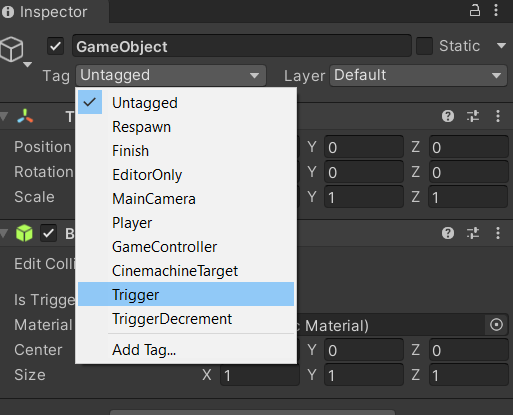 Inspector
GameObject
Static
Tag Untagged
Layer Default
Untagged
Respawn
Finish
EditorOnly
MainCamera
Player
GameController
CinemachineTarget
Trigger
TriggerDecrement
Add Tag...
T
Position Y 0 Z 0
Rotation Y 0 Z 0
Scale Y 1 Z 1
B
Edit Colli
Is Trigge
Material c Material)
Center Y 0 Z 0
Size X 1 Y 1 Z 1